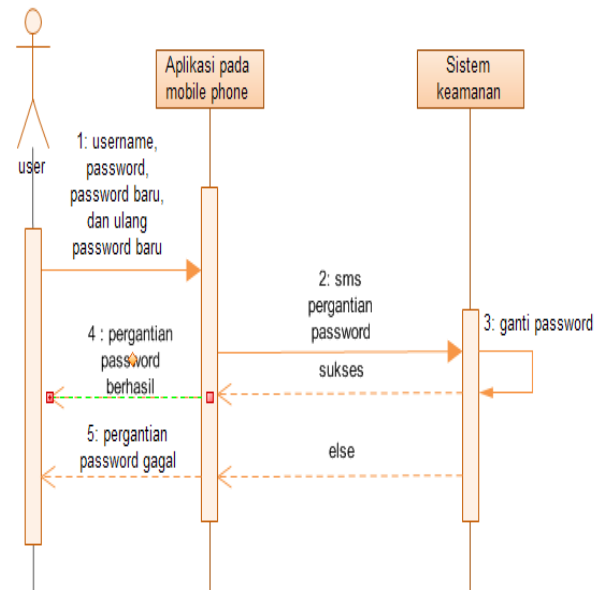 Aplikasi pada
mobile phone
Sistem
keamanan
user
1: username,
password,
password baru,
dan ulang
password baru
2: sms
pergantian
password
3: ganti password
4 : pergantian
password
berhasil
sukses
5: pergantian
password gagal
else